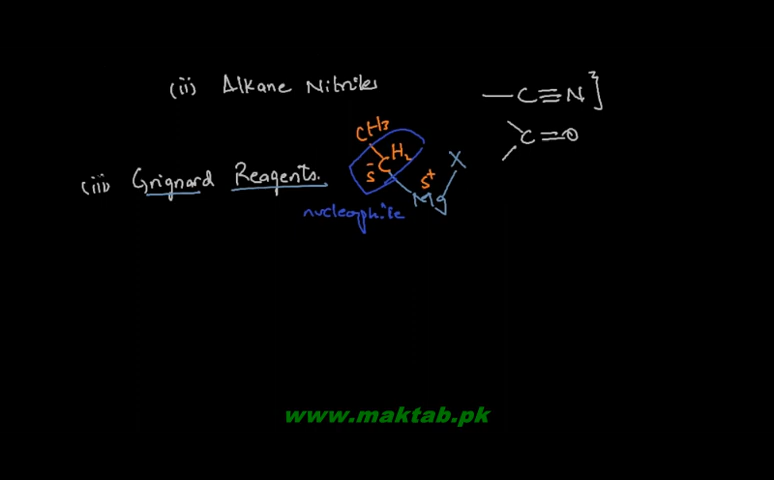 (ii) Alkane Nitriles
—C≡N]
CH3
C=O
(iii) Grignard Reagents.
δ- CH2
δ+
X
Mg
nucleophile
www.maktab.pk